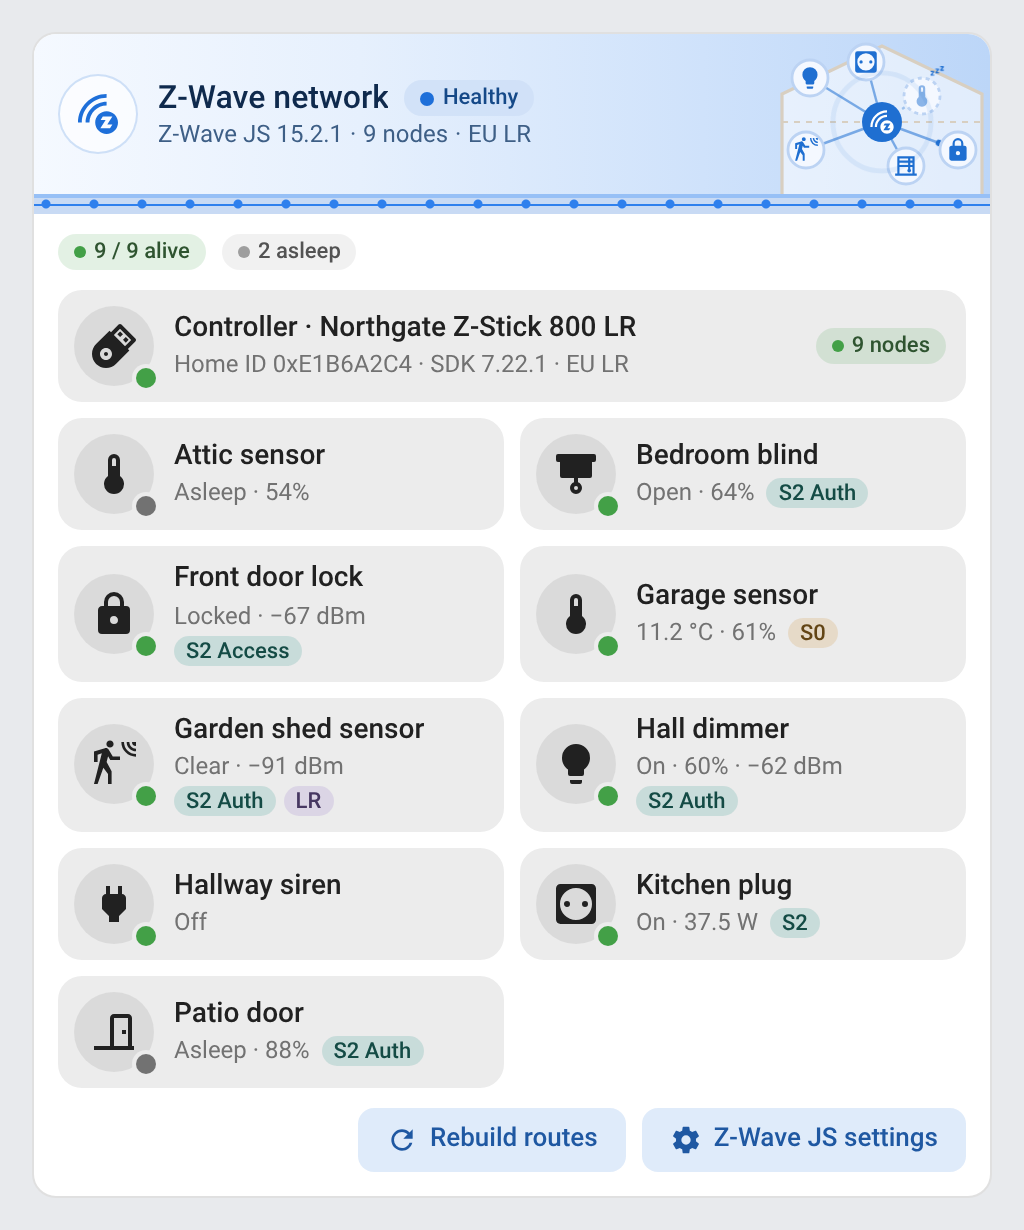 Z-Wave network Healthy
Z-Wave JS 15.2.1 · 9 nodes · EU LR
zzz
9 / 9 alive 2 asleep
Controller · Northgate Z-Stick 800 LR
Home ID 0xE1B6A2C4 · SDK 7.22.1 · EU LR
9 nodes
Attic sensor
Asleep · 54%
Bedroom blind
Open · 64% S2 Auth
Front door lock
Locked · −67 dBm
S2 Access
Garage sensor
11.2 °C · 61% S0
Garden shed sensor
Clear · −91 dBm
S2 Auth LR
Hall dimmer
On · 60% · −62 dBm
S2 Auth
Hallway siren
Off
Kitchen plug
On · 37.5 W S2
Patio door
Asleep · 88% S2 Auth
Rebuild routes Z-Wave JS settings